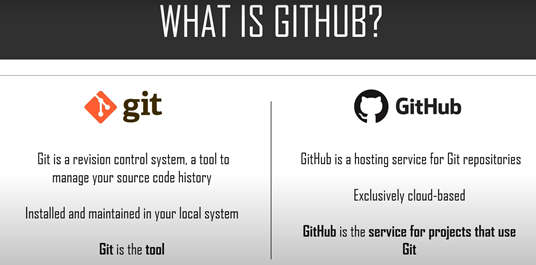 WHAT IS GITHUB?
git
Git is a revision control system, a tool to
manage your source code history
Installed and maintained in your local system
Git is the tool
GitHub
GitHub is a hosting service for Git repositories
Exclusively cloud-based
GitHub is the service for projects that use
Git